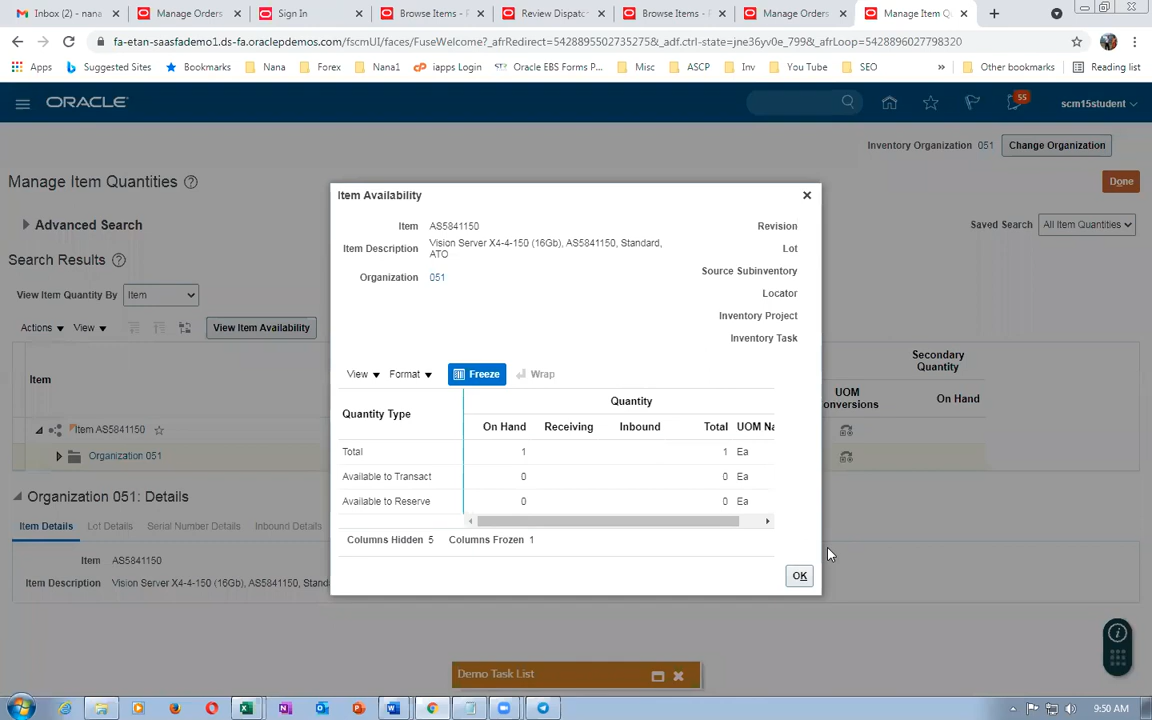 Inbox (2) - nana
Manage Orders
Sign In
Browse Items - F
Review Dispatc
Browse Items - F
Manage Orders
Manage Item Q
fa-etan-saasfademo1.ds-fa.oraclepdemos.com/fscmUI/faces/FuseWelcome?_afrRedirect=5428895502735275&_adf.ctrl-state=jne36yv0e_799&_afrLoop=5428896027798320
Apps
Suggested Sites
Bookmarks
Nana
Forex
Nana1
iapps Login
Oracle EBS Forms P...
Misc
ASCP
Inv
You Tube
SEO
»
Other bookmarks
Reading list
ORACLE
55
scm15student
Inventory Organization 051
Change Organization
Manage Item Quantities
Done
Advanced Search
Saved Search
All Item Quantities
Search Results
View Item Quantity By
Item
Actions
View
View Item Availability
Item
Item AS5841150
Organization 051
UOM
onversions
Secondary
Quantity
On Hand
Organization 051: Details
Item Details
Lot Details
Serial Number Details
Inbound Details
Item AS5841150
Item Description Vision Server X4-4-150 (16Gb), AS5841150, Standa
Item Availability
Item AS5841150
Item Description Vision Server X4-4-150 (16Gb), AS5841150, Standard,
ATO
Organization 051
Revision
Lot
Source Subinventory
Locator
Inventory Project
Inventory Task
View
Format
Freeze
Wrap
Quantity Type
Quantity
On Hand Receiving Inbound Total UOM Na
Total 1 1 Ea
Available to Transact 0 0 Ea
Available to Reserve 0 0 Ea
Columns Hidden 5 Columns Frozen 1
OK
Demo Task List
9:50 AM